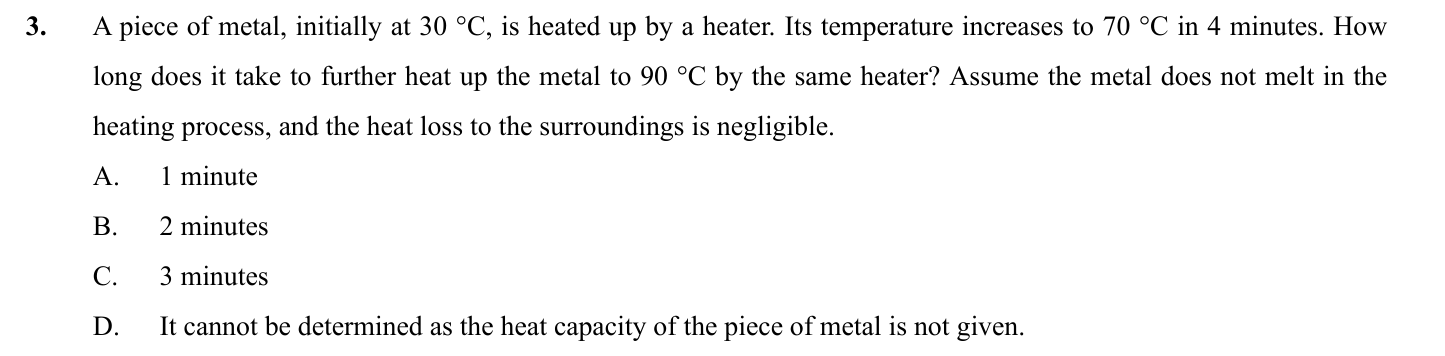 3. A piece of metal, initially at 30 °C, is heated up by a heater. Its temperature increases to 70 °C in 4 minutes. How
long does it take to further heat up the metal to 90 °C by the same heater? Assume the metal does not melt in the
heating process, and the heat loss to the surroundings is negligible.
A. 1 minute
B. 2 minutes
C. 3 minutes
D. It cannot be determined as the heat capacity of the piece of metal is not given.